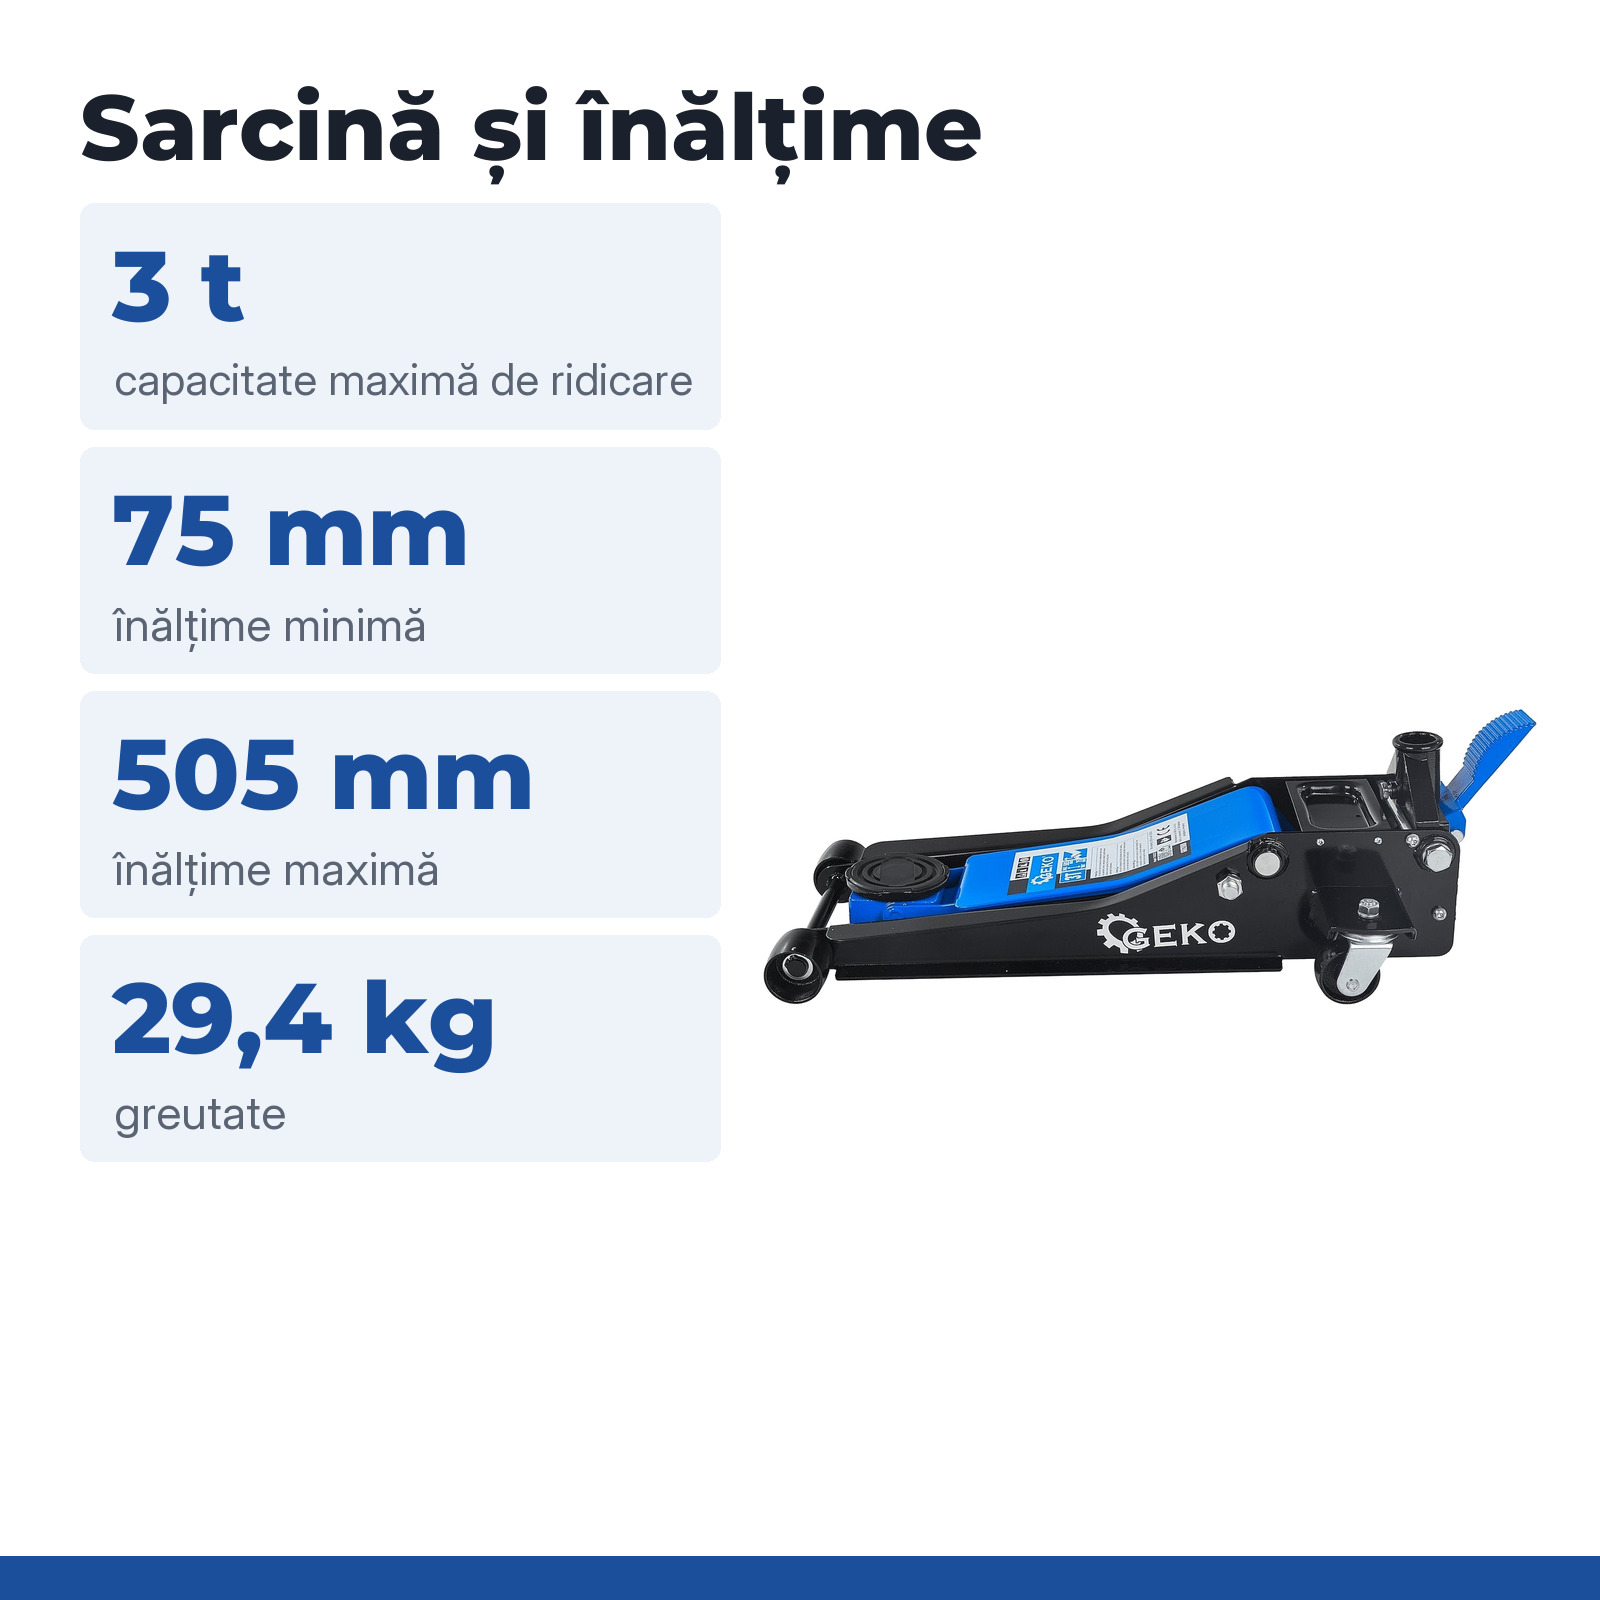 Sarcină și înălțime
3 t
capacitate maximă de ridicare
75 mm
înălțime minimă
505 mm
înălțime maximă
29,4 kg
greutate
GEKO
GEKO